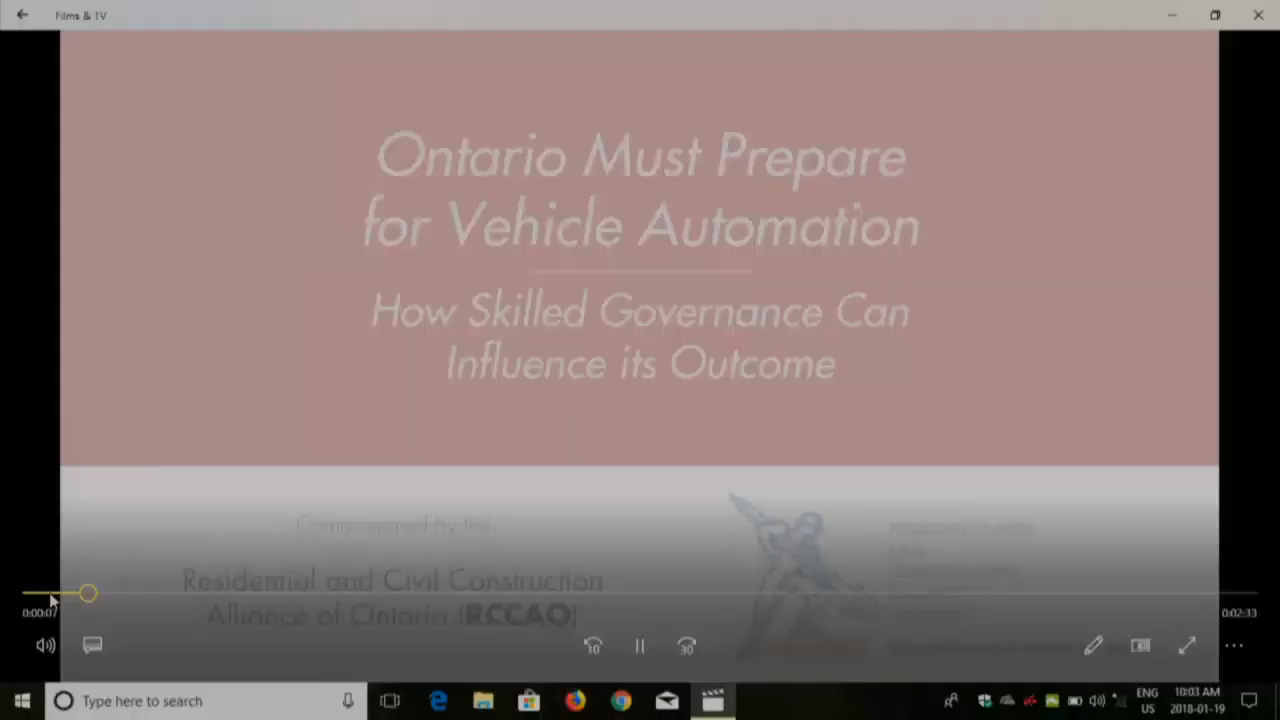 Films & TV
Ontario Must Prepare
for Vehicle Automation
How Skilled Governance Can
Influence its Outcome
Commissioned by the
Residential and Civil Construction
Alliance of Ontario (RCCAO)
0:00:07
0:02:33
10
30
Type here to search
ENG
US
10:03 AM
2018-01-19